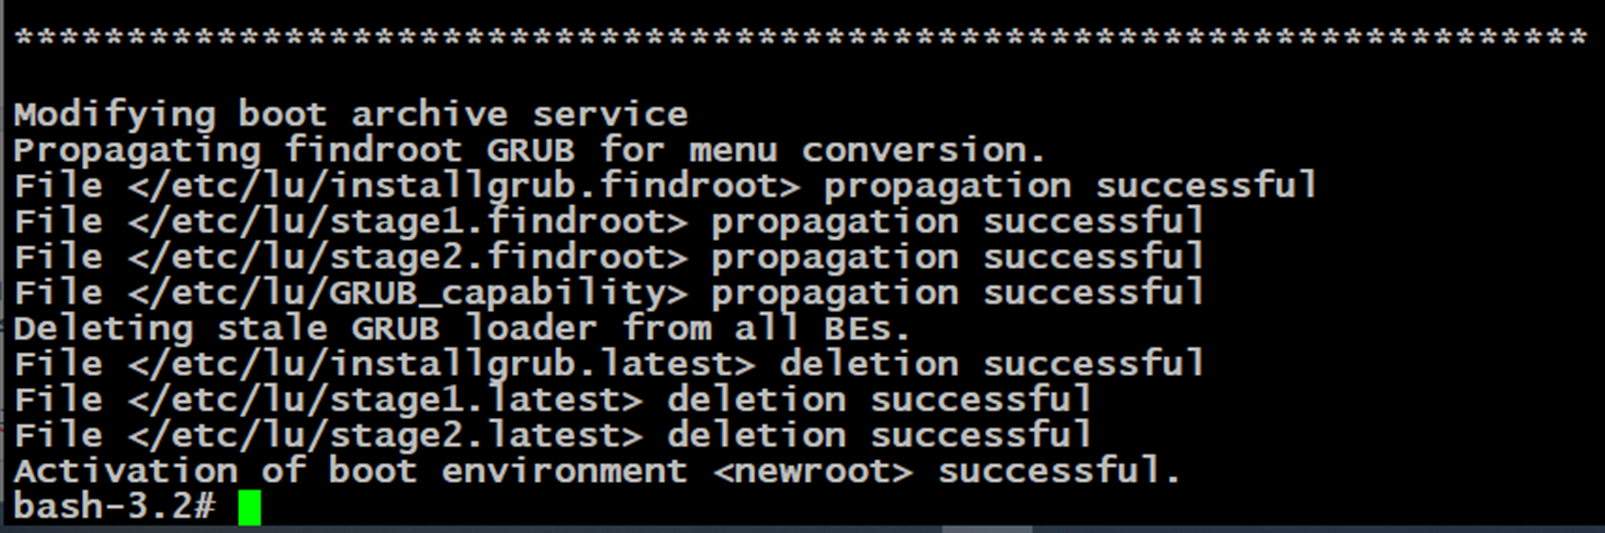 **********************************************************************
Modifying boot archive service
Propagating findroot GRUB for menu conversion.
File </etc/lu/installgrub.findroot> propagation successful
File </etc/lu/stage1.findroot> propagation successful
File </etc/lu/stage2.findroot> propagation successful
File </etc/lu/GRUB_capability> propagation successful
Deleting stale GRUB loader from all BEs.
File </etc/lu/installgrub.latest> deletion successful
File </etc/lu/stage1.latest> deletion successful
File </etc/lu/stage2.latest> deletion successful
Activation of boot environment <newroot> successful.
bash-3.2#